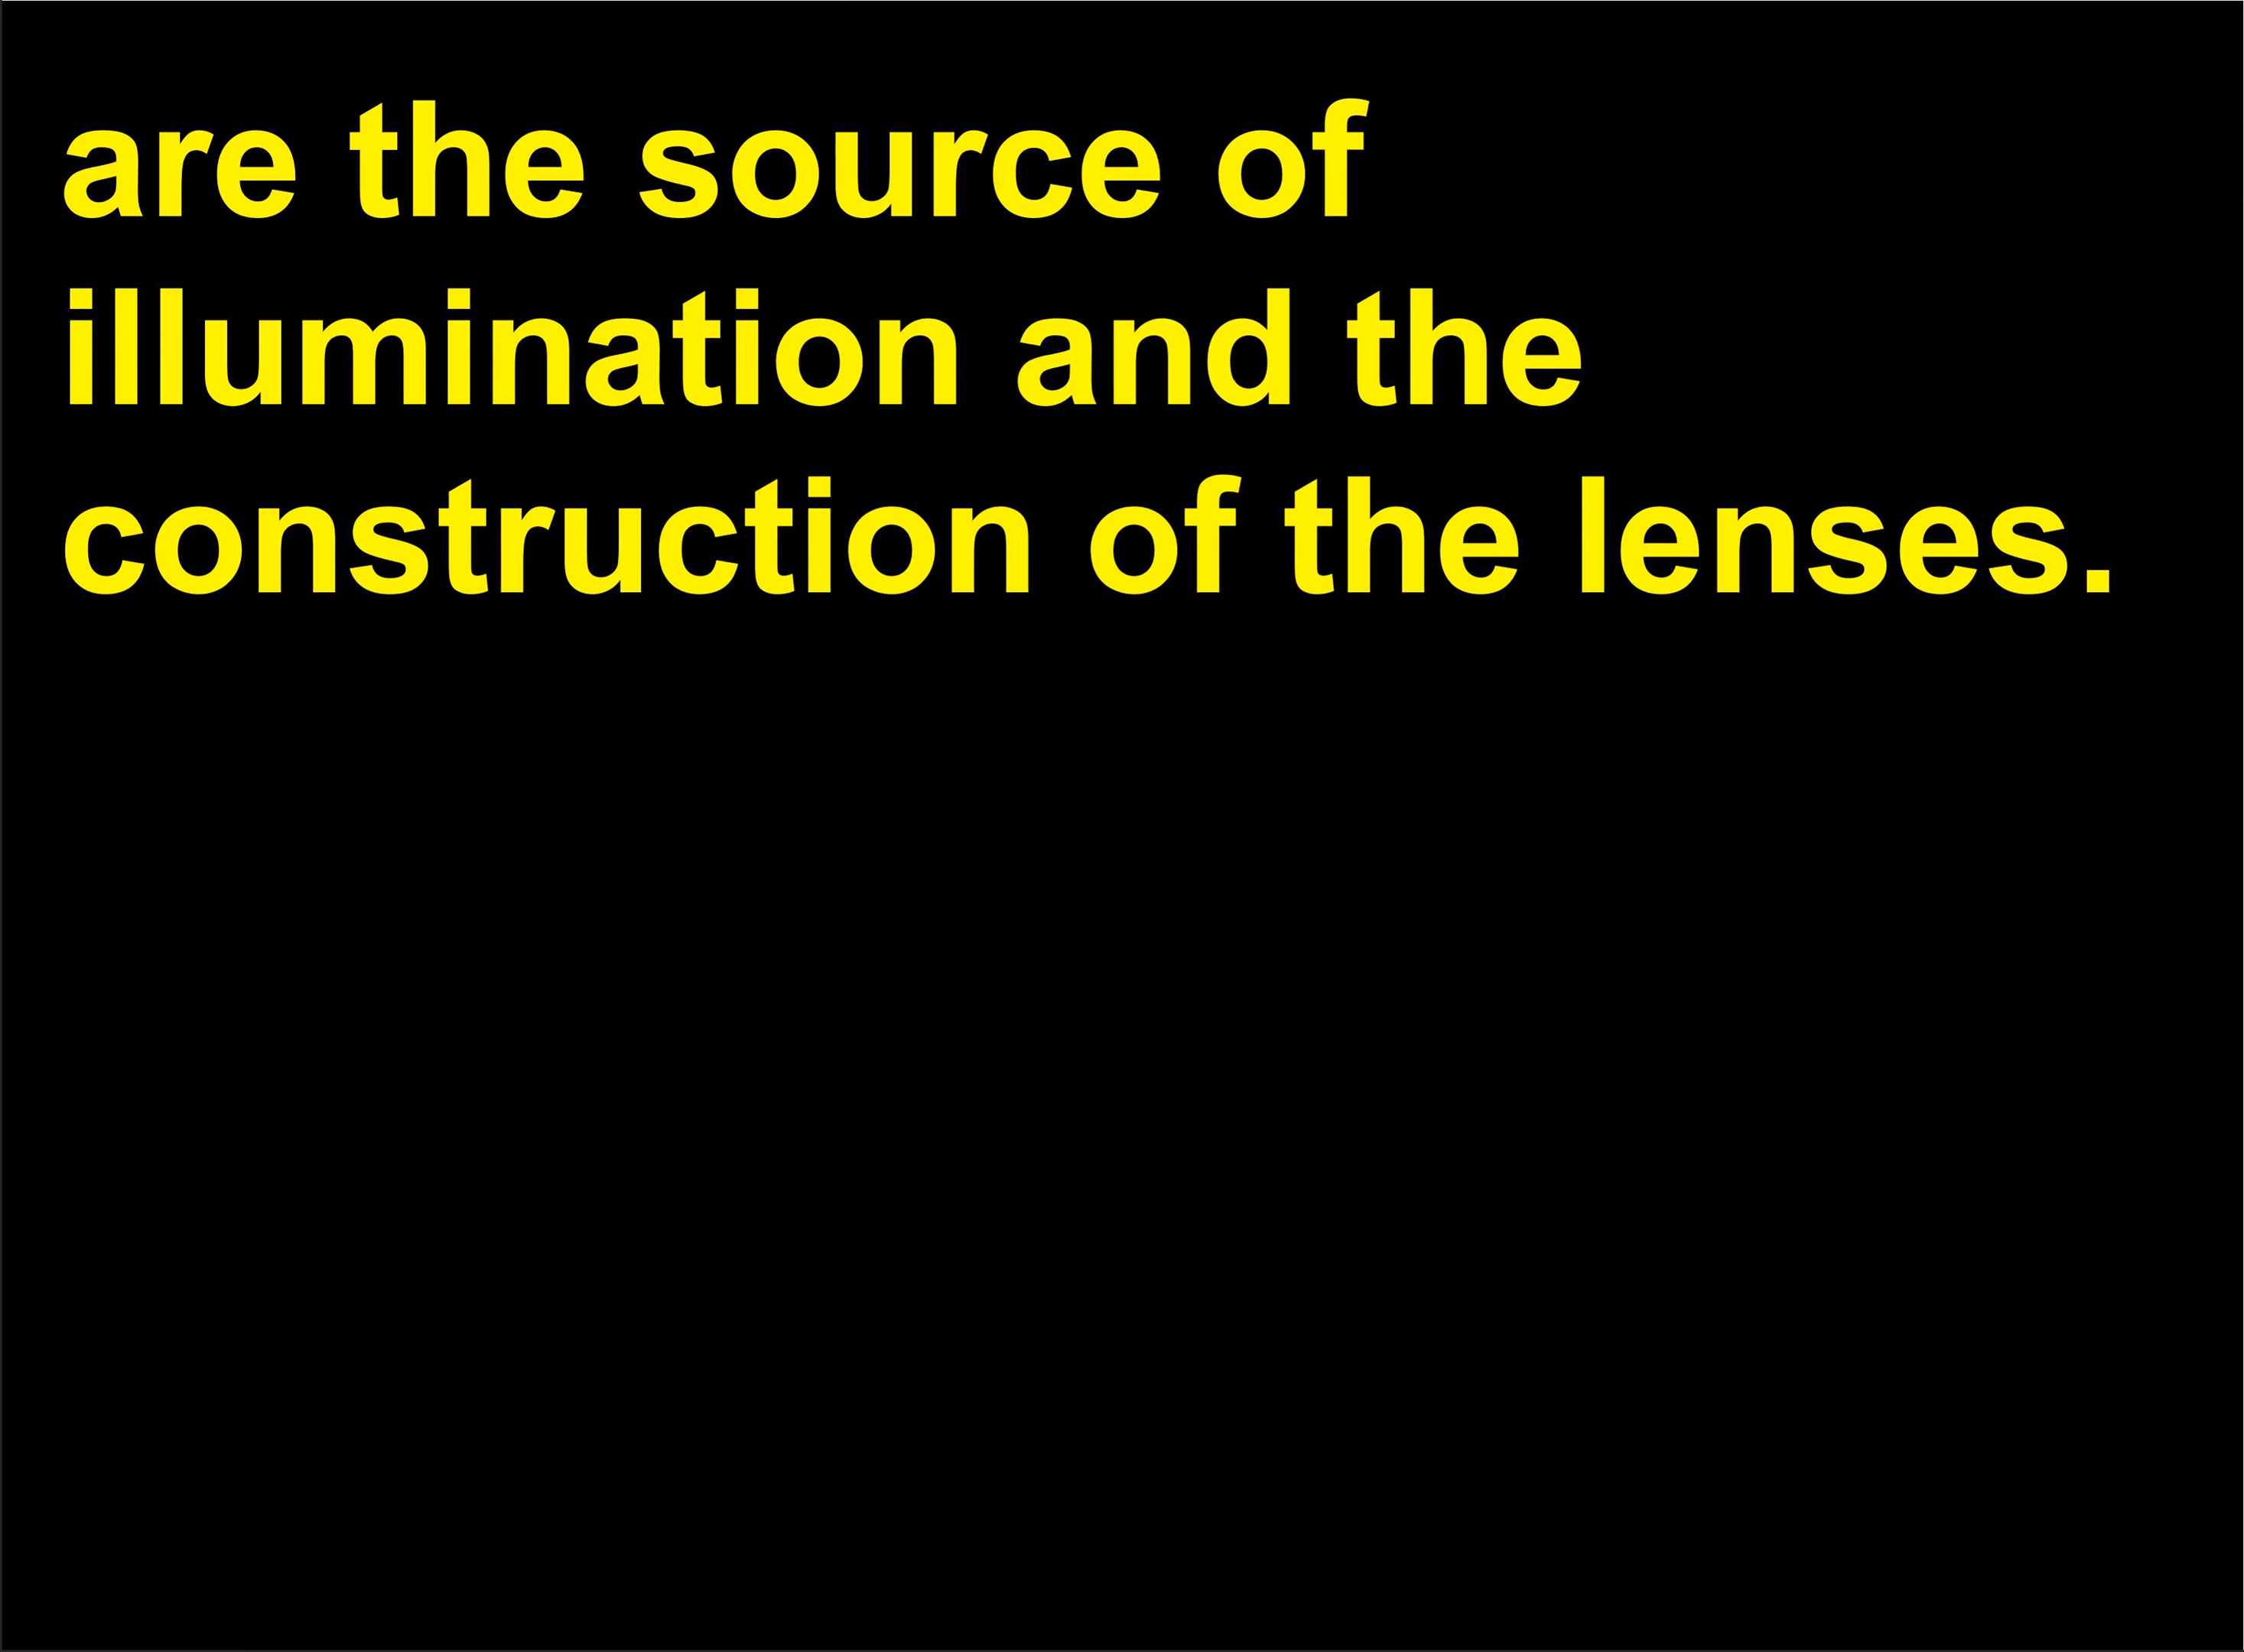 are the source of
illumination and the
construction of the lenses.